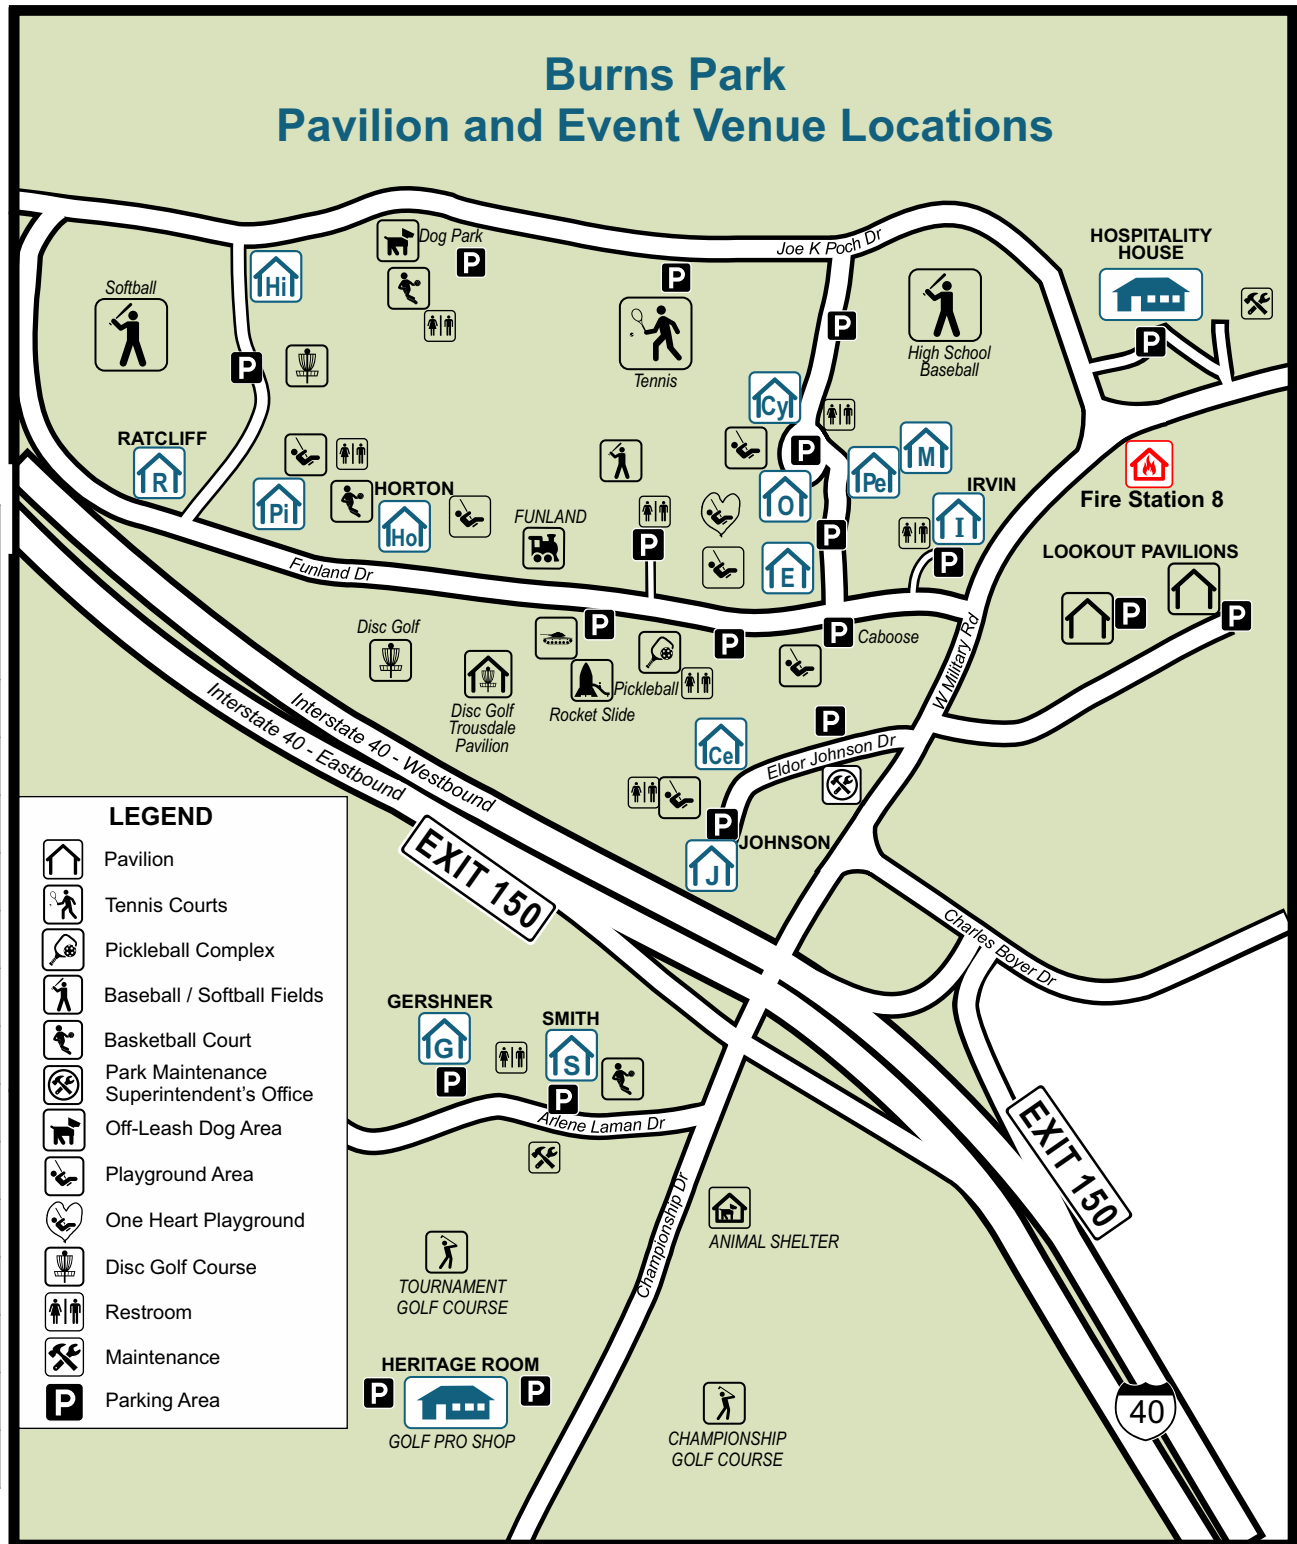 Burns Park
Pavilion and Event Venue Locations
Joe K Poch Dr
HOSPITALITY
HOUSE
P
Dog Park
P
P
Hi
Softball
P
High School
Baseball
Tennis
P
Cy
P
RATCLIFF
R
P
M
Pe
Fire Station 8
HORTON
Pi
Ho
IRVIN
O
I
FUNLAND
P
P
LOOKOUT PAVILIONS
E
P
Funland Dr
P
P
P
P
P
Caboose
Disc Golf
W Military Rd
Pickleball
Disc Golf
Trousdale
Pavilion
Rocket Slide
P
Ce
Eldor Johnson Dr
Interstate 40 - Westbound
Interstate 40 - Eastbound
P
JOHNSON
J
EXIT 150
Charles Boyer Dr
LEGEND
Pavilion
Tennis Courts
Pickleball Complex
Baseball / Softball Fields
Basketball Court
Park Maintenance
Superintendent's Office
Off-Leash Dog Area
Playground Area
One Heart Playground
Disc Golf Course
Restroom
Maintenance
P Parking Area
GERSHNER
G
P
SMITH
S
P
Arlene Laman Dr
EXIT 150
Championship Dr
ANIMAL SHELTER
TOURNAMENT
GOLF COURSE
HERITAGE ROOM
P
P
GOLF PRO SHOP
CHAMPIONSHIP
GOLF COURSE
40